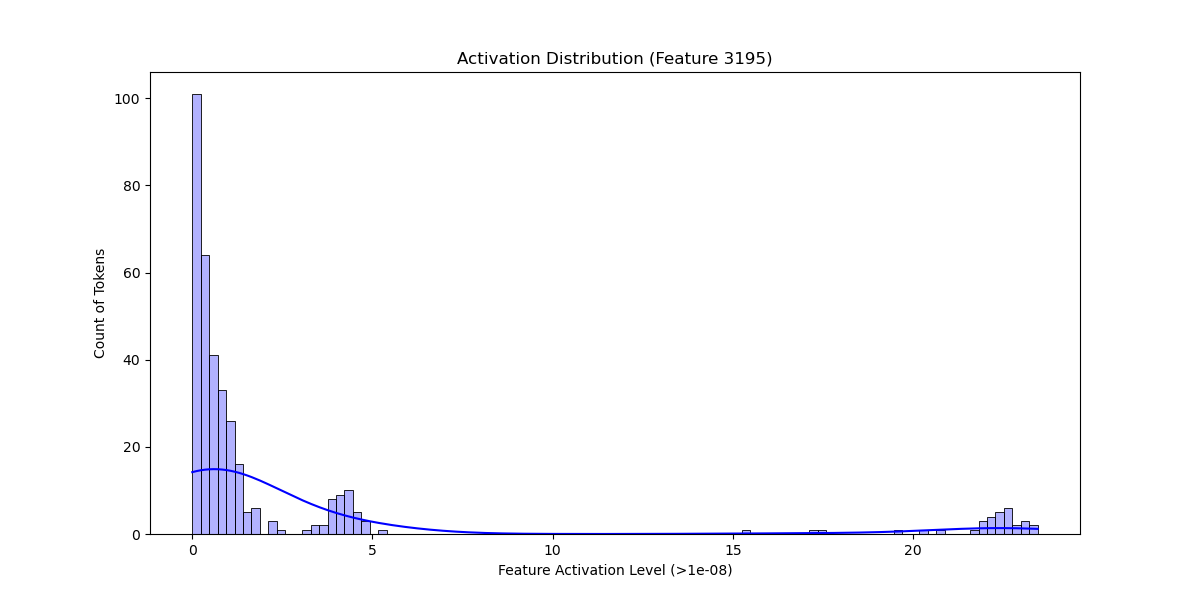 Activation Distribution (Feature 3195)
100
80
60
40
20
0
Count of Tokens
0 5 10 15 20
Feature Activation Level (>1e-08)